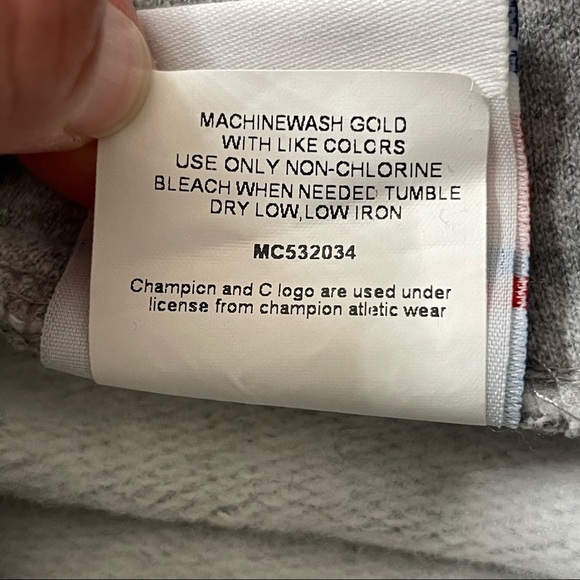 MACHINEWASH GOLD
WITH LIKE COLORS
USE ONLY NON-CHLORINE
BLEACH WHEN NEEDED TUMBLE
DRY LOW,LOW IRON
MC532034
Champion and C logo are used under
license from champion atletic wear